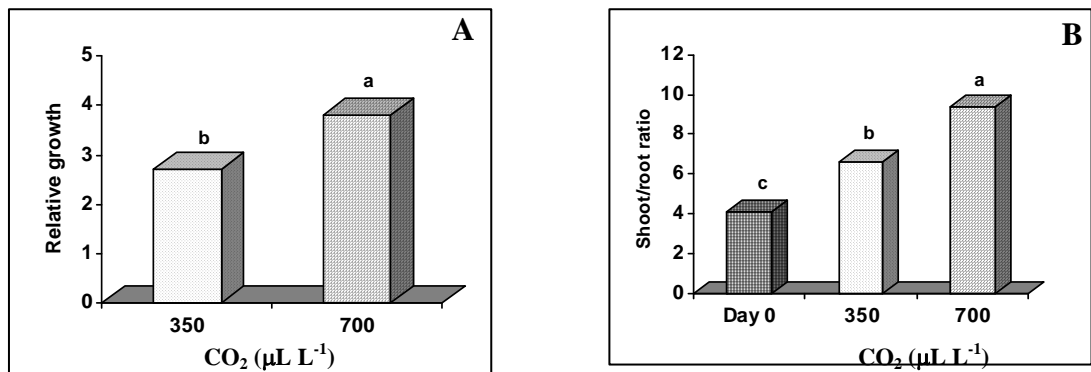 A
5
4
3
2
1
0
Relative growth
b
a
350 700
CO₂ (μL L⁻¹)
B
12
10
8
6
4
2
0
Shoot/root ratio
c
b
a
Day 0 350 700
CO₂ (μL L⁻¹)